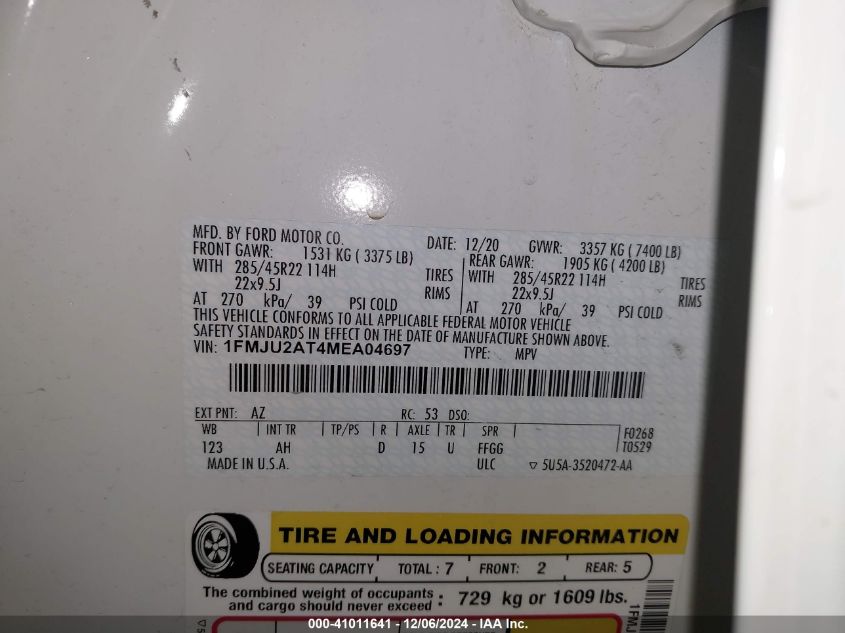 MFD. BY FORD MOTOR CO.
DATE: 12/20 GVWR: 3357 KG ( 7400 LB)
FRONT GAWR: 1531 KG ( 3375 LB)
REAR GAWR: 1905 KG ( 4200 LB)
WITH 285/45R22 114H TIRES
WITH 285/45R22 114H TIRES
22x9.5J RIMS
22x9.5J RIMS
AT 270 kPa/ 39 PSI COLD
AT 270 kPa/ 39 PSI COLD
THIS VEHICLE CONFORMS TO ALL APPLICABLE FEDERAL MOTOR VEHICLE
SAFETY STANDARDS IN EFFECT ON THE DATE OF MANUFACTURE SHOWN ABOVE.
VIN: 1FMJU2AT4MEA04697 TYPE: MPV
EXT PNT: AZ RC: 53 DSO:
WB INT TR TP/PS R AXLE TR SPR F0268
123 AH D 15 U FFGG T0529
MADE IN U.S.A. ULC 5U5A-3520472-AA
TIRE AND LOADING INFORMATION
SEATING CAPACITY TOTAL : 7 FRONT: 2 REAR: 5
The combined weight of occupants
and cargo should never exceed : 729 kg or 1609 lbs.
1FMJ
000-41011641 - 12/06/2024 - IAA Inc.